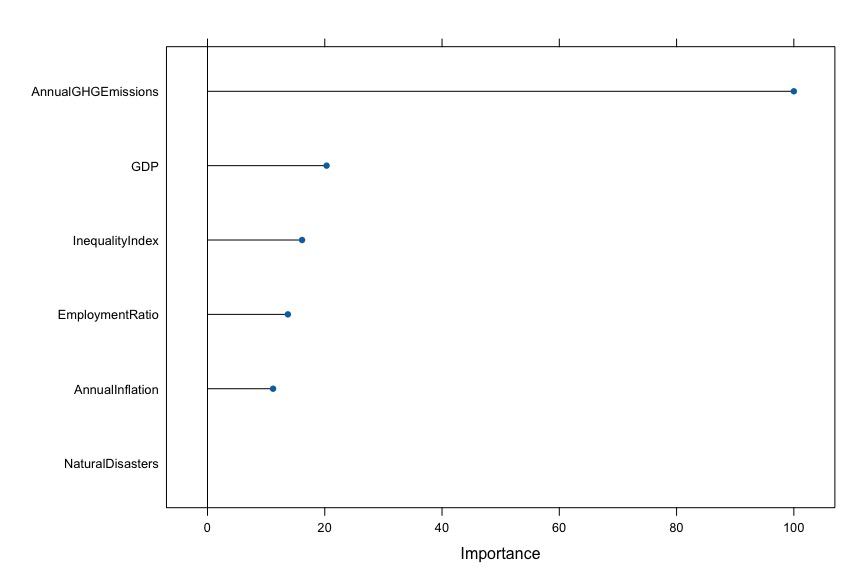 AnnualGHGEmissions
GDP
InequalityIndex
EmploymentRatio
AnnualInflation
NaturalDisasters
0 20 40 60 80 100
Importance